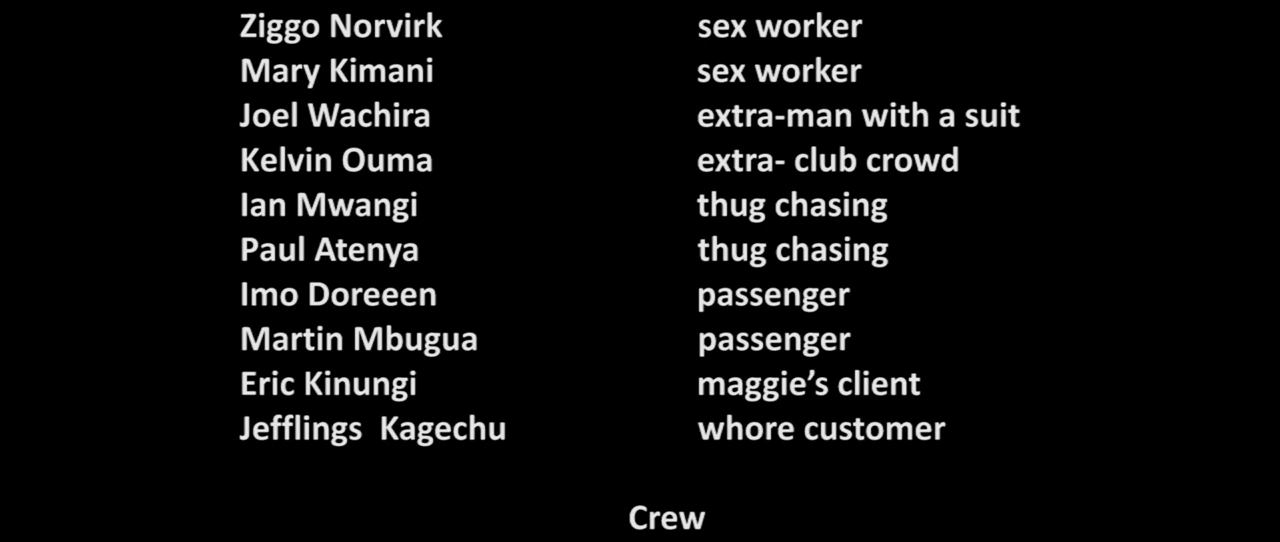 Ziggo Norvirk sex worker
Mary Kimani sex worker
Joel Wachira extra-man with a suit
Kelvin Ouma extra- club crowd
Ian Mwangi thug chasing
Paul Atenya thug chasing
Imo Doreeen passenger
Martin Mbugua passenger
Eric Kinungi maggie’s client
Jefflings  Kagechu whore customer
Crew